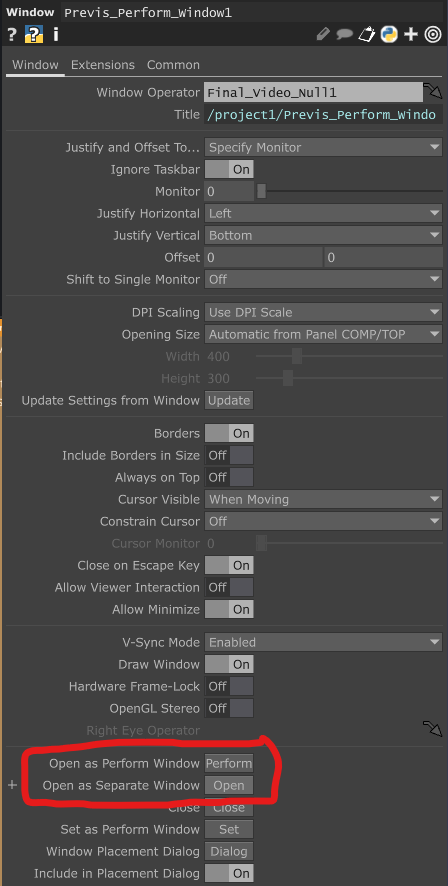 Window Previs_Perform_Window1
? ? i
Window Extensions Common
Window Operator Final_Video_Null1
Title /project1/Previs_Perform_Windo
Justify and Offset To... Specify Monitor
Ignore Taskbar On
Monitor 0
Justify Horizontal Left
Justify Vertical Bottom
Offset 0 0
Shift to Single Monitor Off
DPI Scaling Use DPI Scale
Opening Size Automatic from Panel COMP/TOP
Width 400
Height 300
Update Settings from Window Update
Borders On
Include Borders in Size Off
Always on Top Off
Cursor Visible When Moving
Constrain Cursor Off
Cursor Monitor 0
Close on Escape Key On
Allow Viewer Interaction Off
Allow Minimize On
V-Sync Mode Enabled
Draw Window On
Hardware Frame-Lock Off
OpenGL Stereo Off
Right Eye Operator
Open as Perform Window Perform
+ Open as Separate Window Open
Close Close
Set as Perform Window Set
Window Placement Dialog Dialog
Include in Placement Dialog On